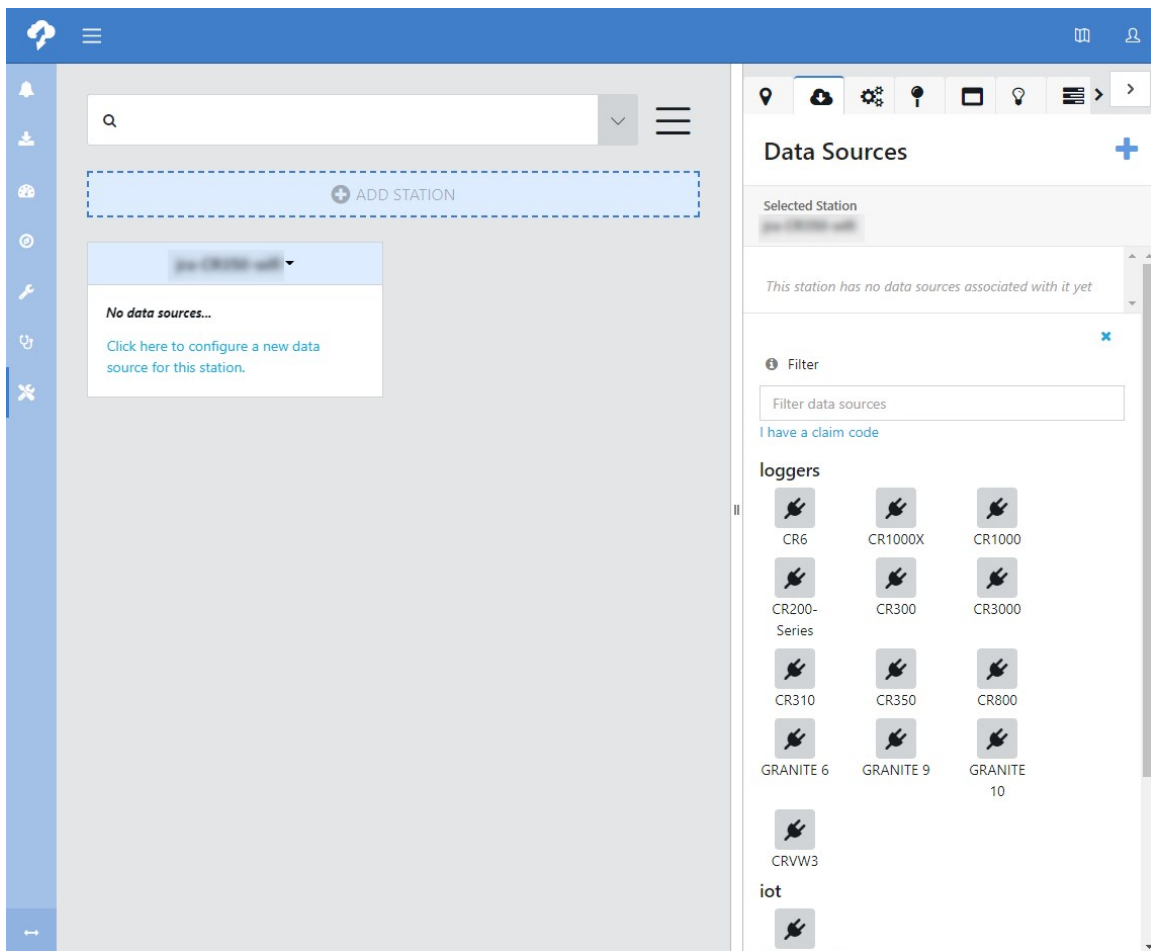 ADD STATION
No data sources...
Click here to configure a new data
source for this station.
Data Sources
Selected Station
This station has no data sources associated with it yet
Filter
Filter data sources
I have a claim code
loggers
CR6
CR1000X
CR1000
CR200-
Series
CR300
CR3000
CR310
CR350
CR800
GRANITE 6
GRANITE 9
GRANITE
10
CRVW3
iot